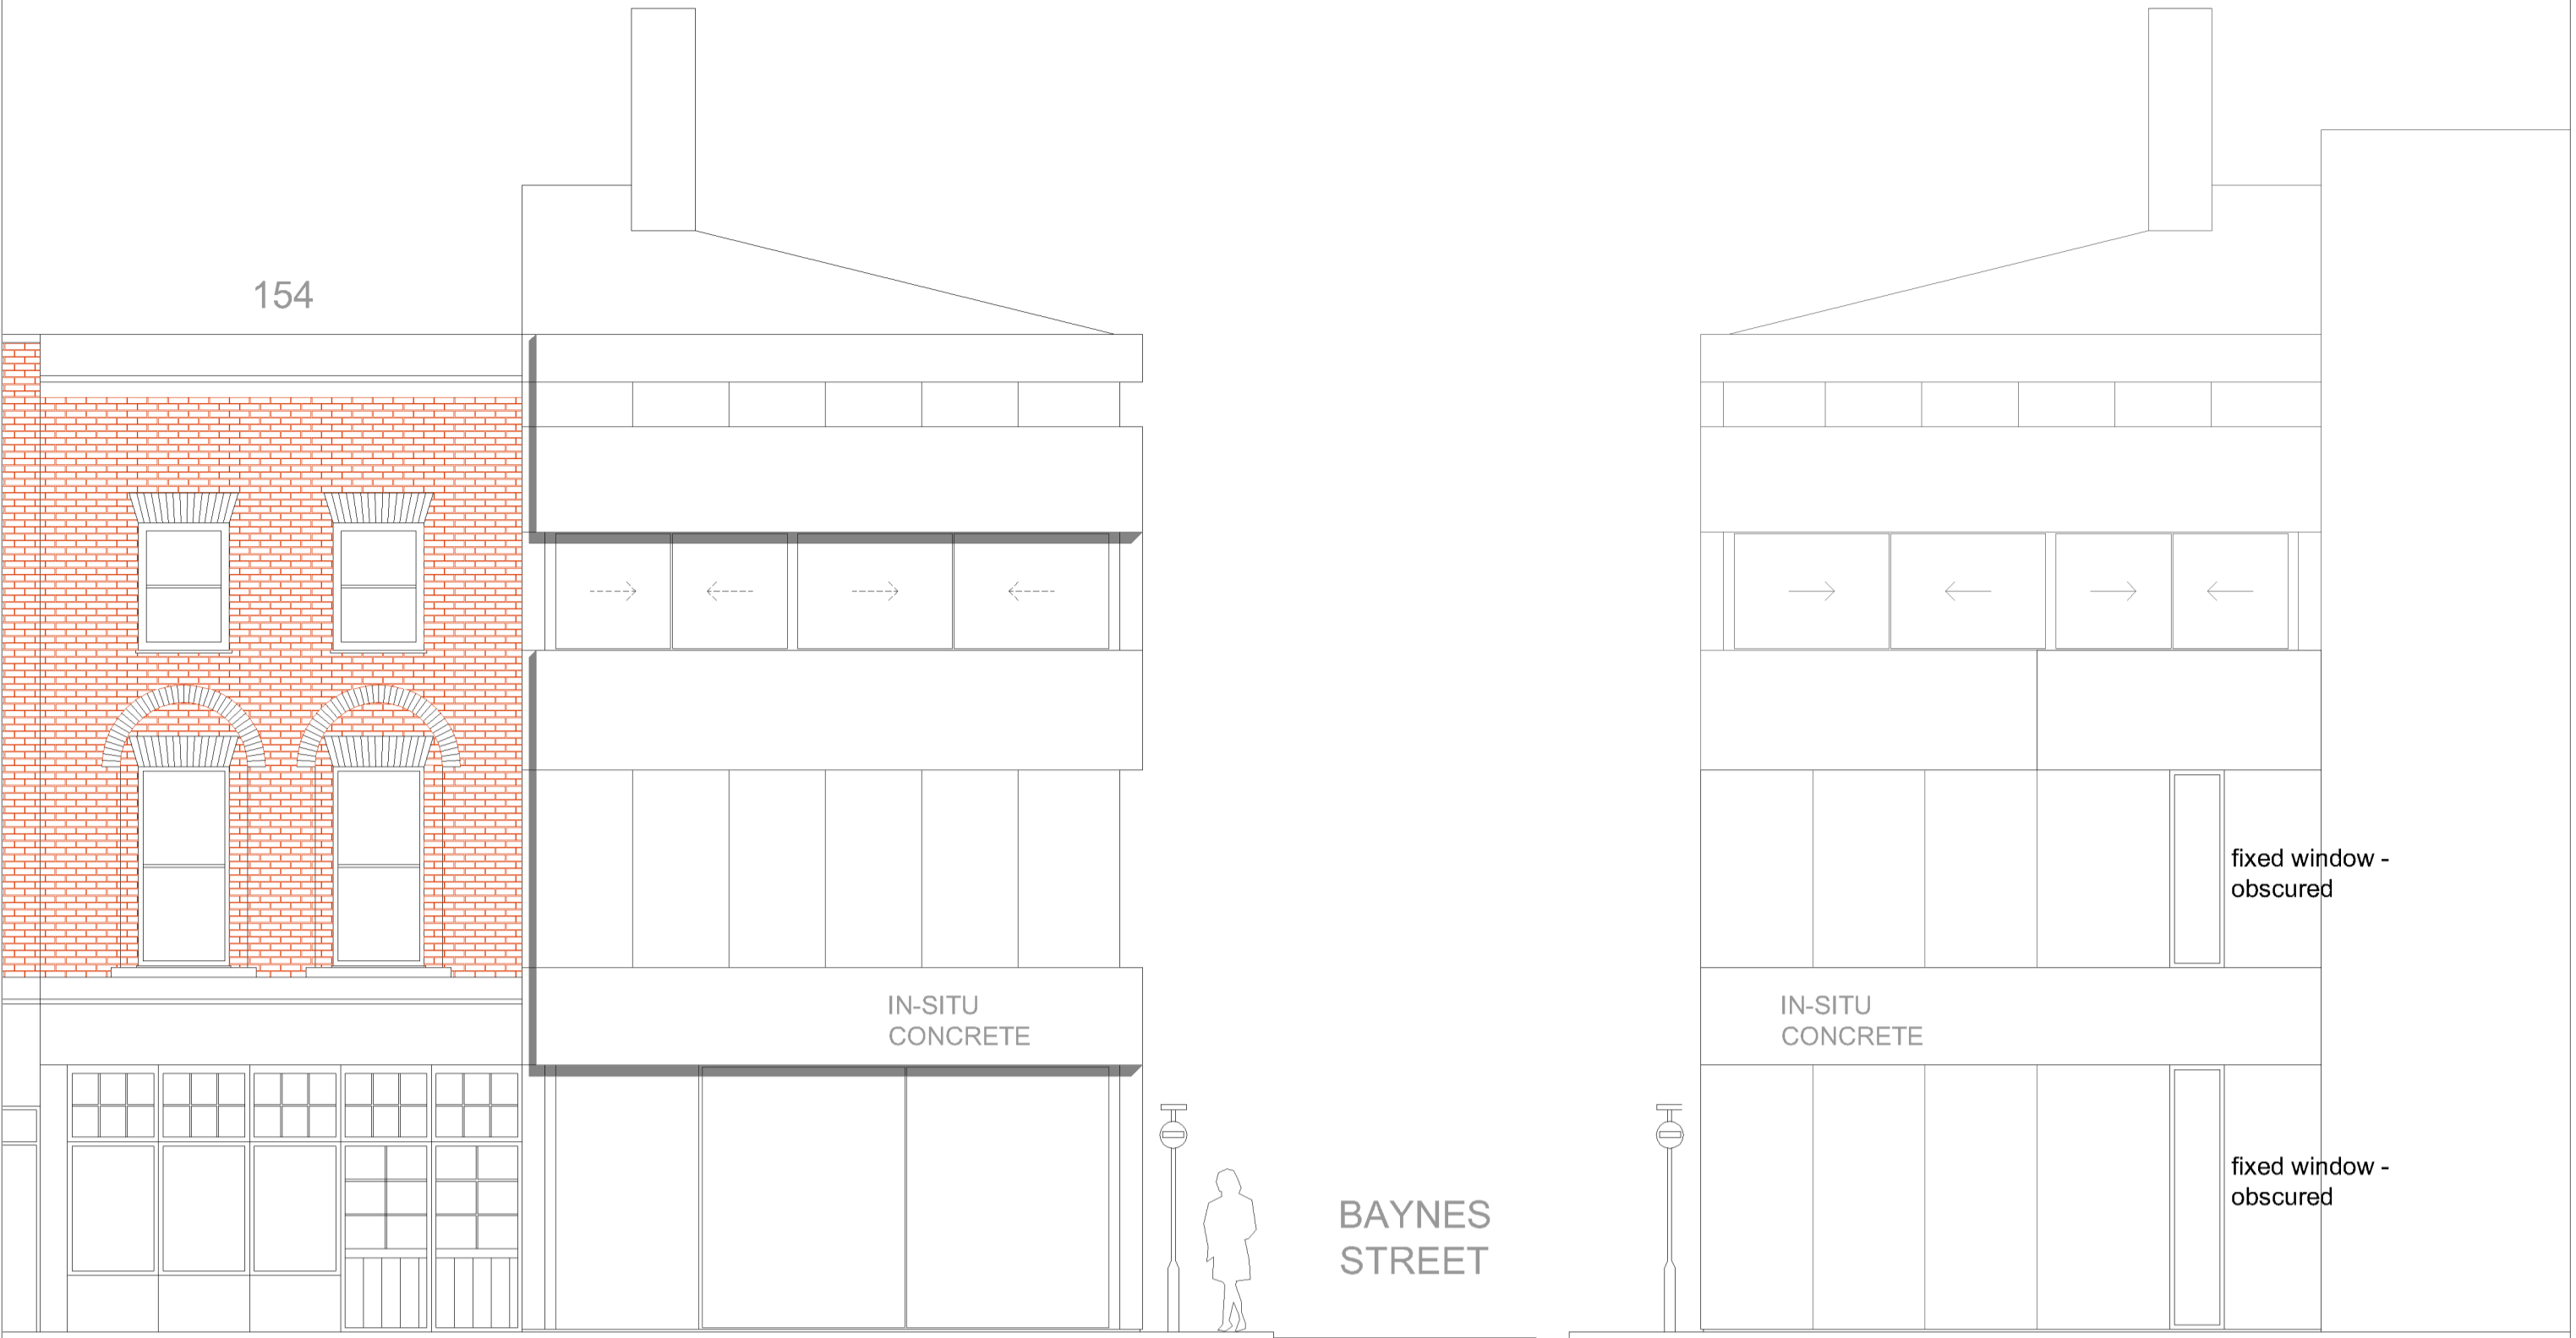 154
fixed window -
obscured
IN-SITU
CONCRETE
IN-SITU
CONCRETE
fixed window -
obscured
BAYNES
STREET